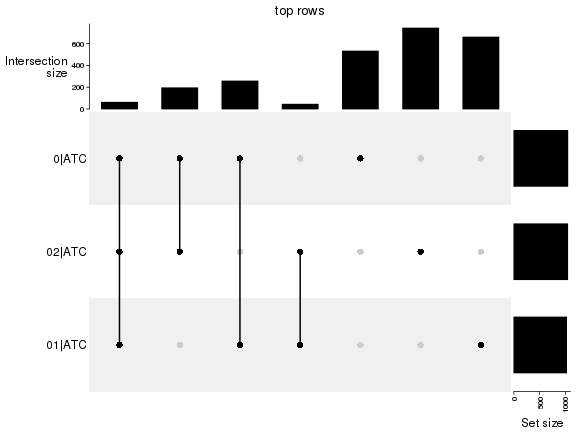 top rows
Intersection
size
600
400
200
0
0|ATC
02|ATC
01|ATC
0
500
1000
Set size